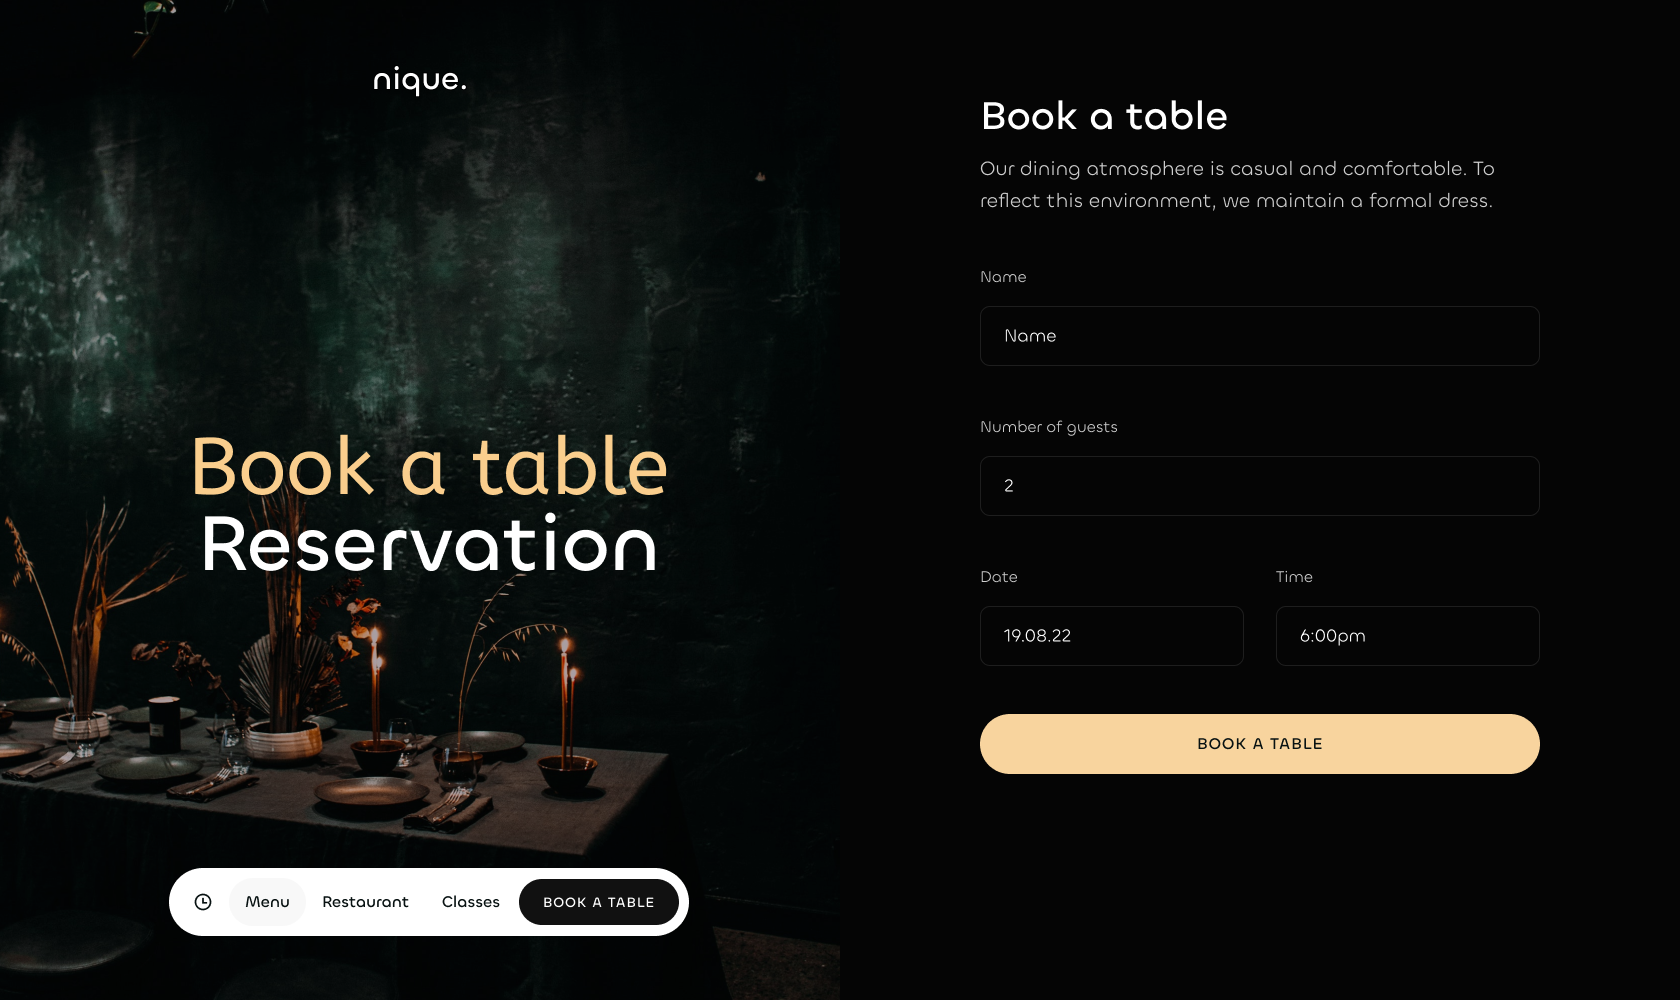 nique.
Book a table
Reservation
Menu Restaurant Classes BOOK A TABLE
Book a table
Our dining atmosphere is casual and comfortable. To
reflect this environment, we maintain a formal dress.
Name
Name
Number of guests
2
Date Time
19.08.22 6:00pm
BOOK A TABLE